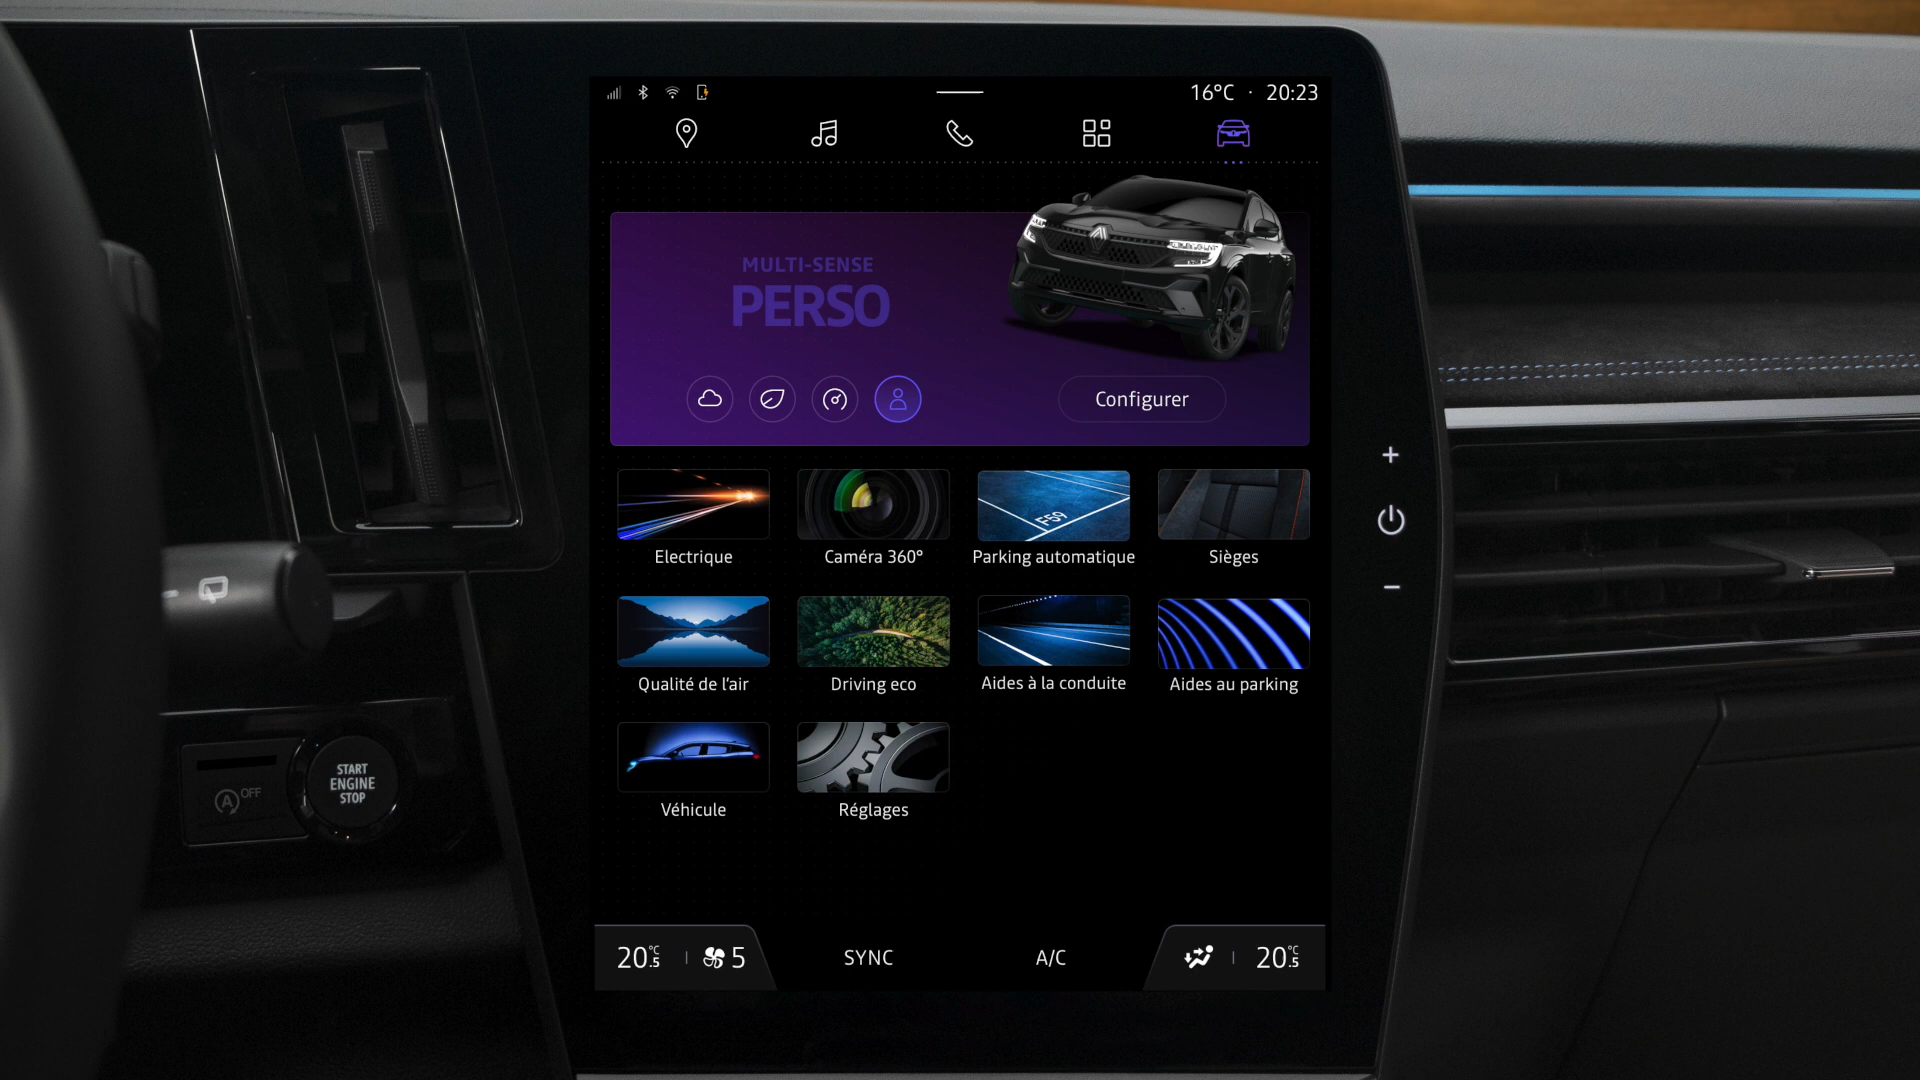 16°C · 20:23
MULTI-SENSE
PERSO
Configurer
Electrique
Caméra 360°
Parking automatique
Sièges
F59
Qualité de l'air
Driving eco
Aides à la conduite
Aides au parking
Véhicule
Réglages
20.5°C
5
SYNC
A/C
20.5°C
A OFF
START
ENGINE
STOP